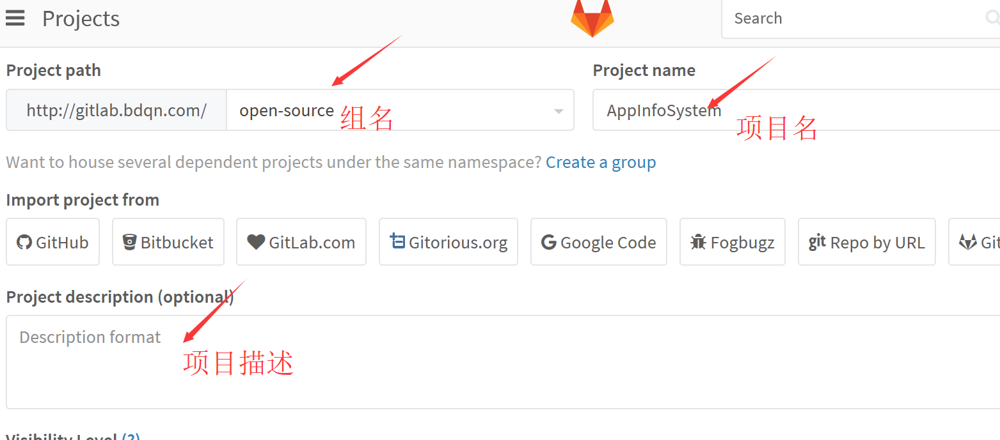 Projects
Search
Project path
Project name
http://gitlab.bdqn.com/
open-source
组名
AppInfoSystem
项目名
Want to house several dependent projects under the same namespace? Create a group
Import project from
GitHub
Bitbucket
GitLab.com
Gitorious.org
Google Code
Fogbugz
git Repo by URL
Git
Project description (optional)
Description format
项目描述
Visibility Level (?)